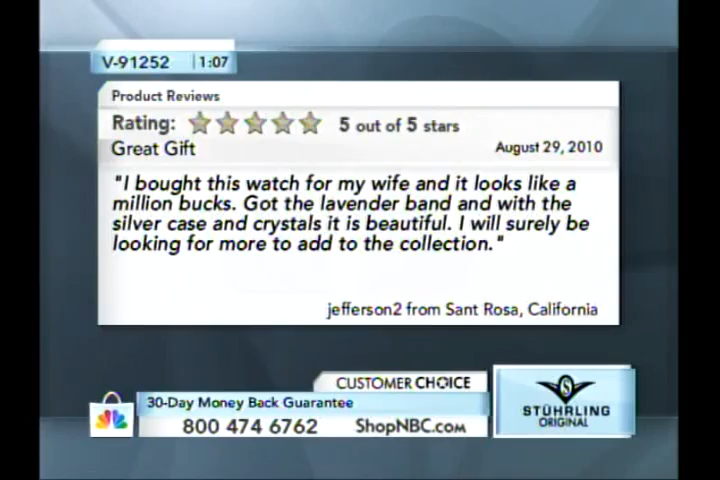 V-91252 1:07
Product Reviews
Rating: 5 out of 5 stars
Great Gift August 29, 2010
"I bought this watch for my wife and it looks like a
million bucks. Got the lavender band and with the
silver case and crystals it is beautiful. I will surely be
looking for more to add to the collection."
jefferson2 from Sant Rosa, California
CUSTOMER CHOICE
30-Day Money Back Guarantee
800 474 6762 ShopNBC.com
S
STÜHRLING
ORIGINAL